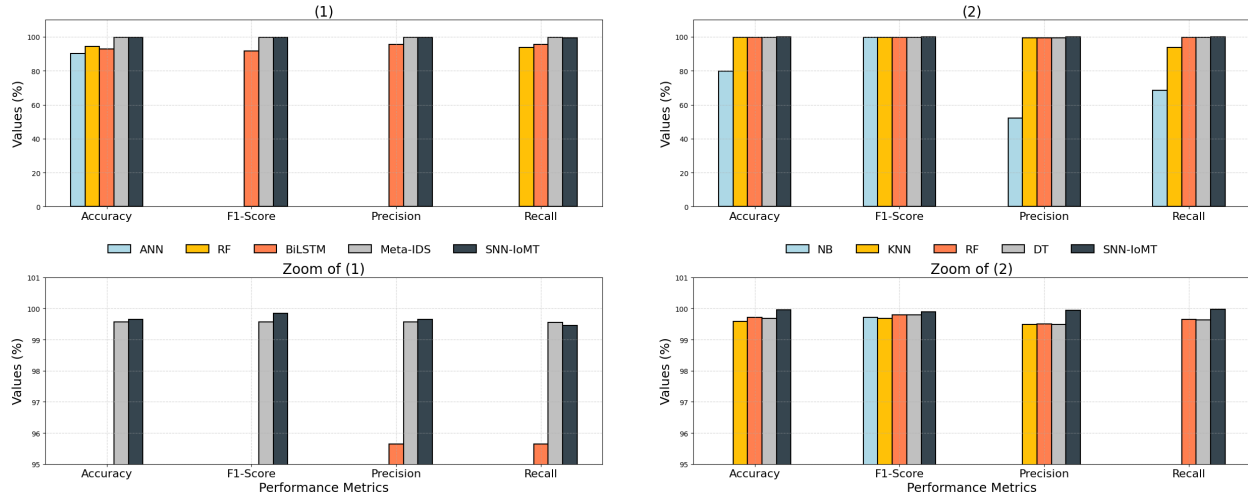 (1)
Values (%)
100
80
60
40
20
0
Accuracy F1-Score Precision Recall
ANN RF BiLSTM Meta-IDS SNN-IoMT
(2)
Values (%)
100
80
60
40
20
0
Accuracy F1-Score Precision Recall
NB KNN RF DT SNN-IoMT
Zoom of (1)
Values (%)
101
100
99
98
97
96
95
Accuracy F1-Score Precision Recall
Performance Metrics
Zoom of (2)
Values (%)
101
100
99
98
97
96
95
Accuracy F1-Score Precision Recall
Performance Metrics